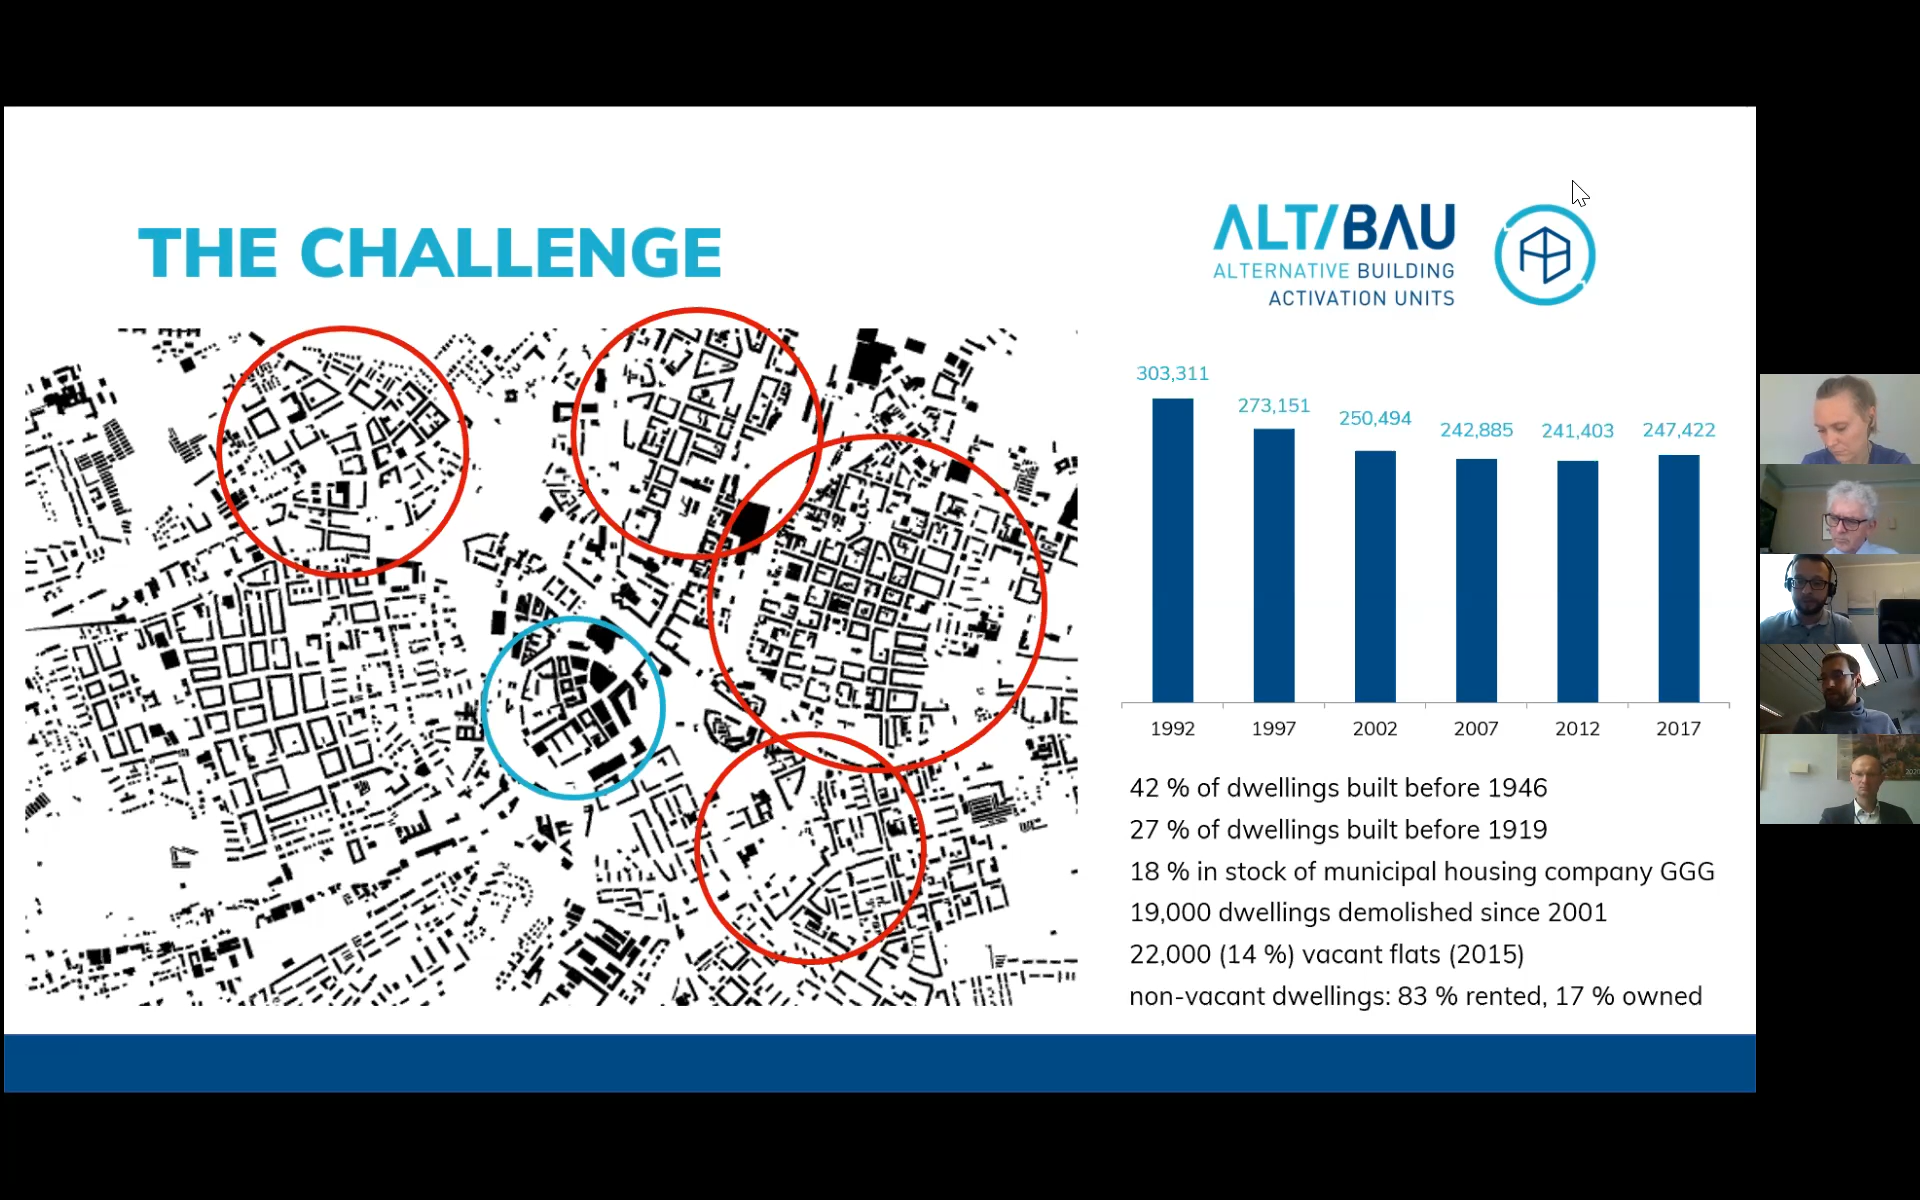 THE CHALLENGE
ALT/BAU
ALTERNATIVE BUILDING
ACTIVATION UNITS
303,311
273,151
250,494
242,885
241,403
247,422
1992
1997
2002
2007
2012
2017
42 % of dwellings built before 1946
27 % of dwellings built before 1919
18 % in stock of municipal housing company GGG
19,000 dwellings demolished since 2001
22,000 (14 %) vacant flats (2015)
non-vacant dwellings: 83 % rented, 17 % owned